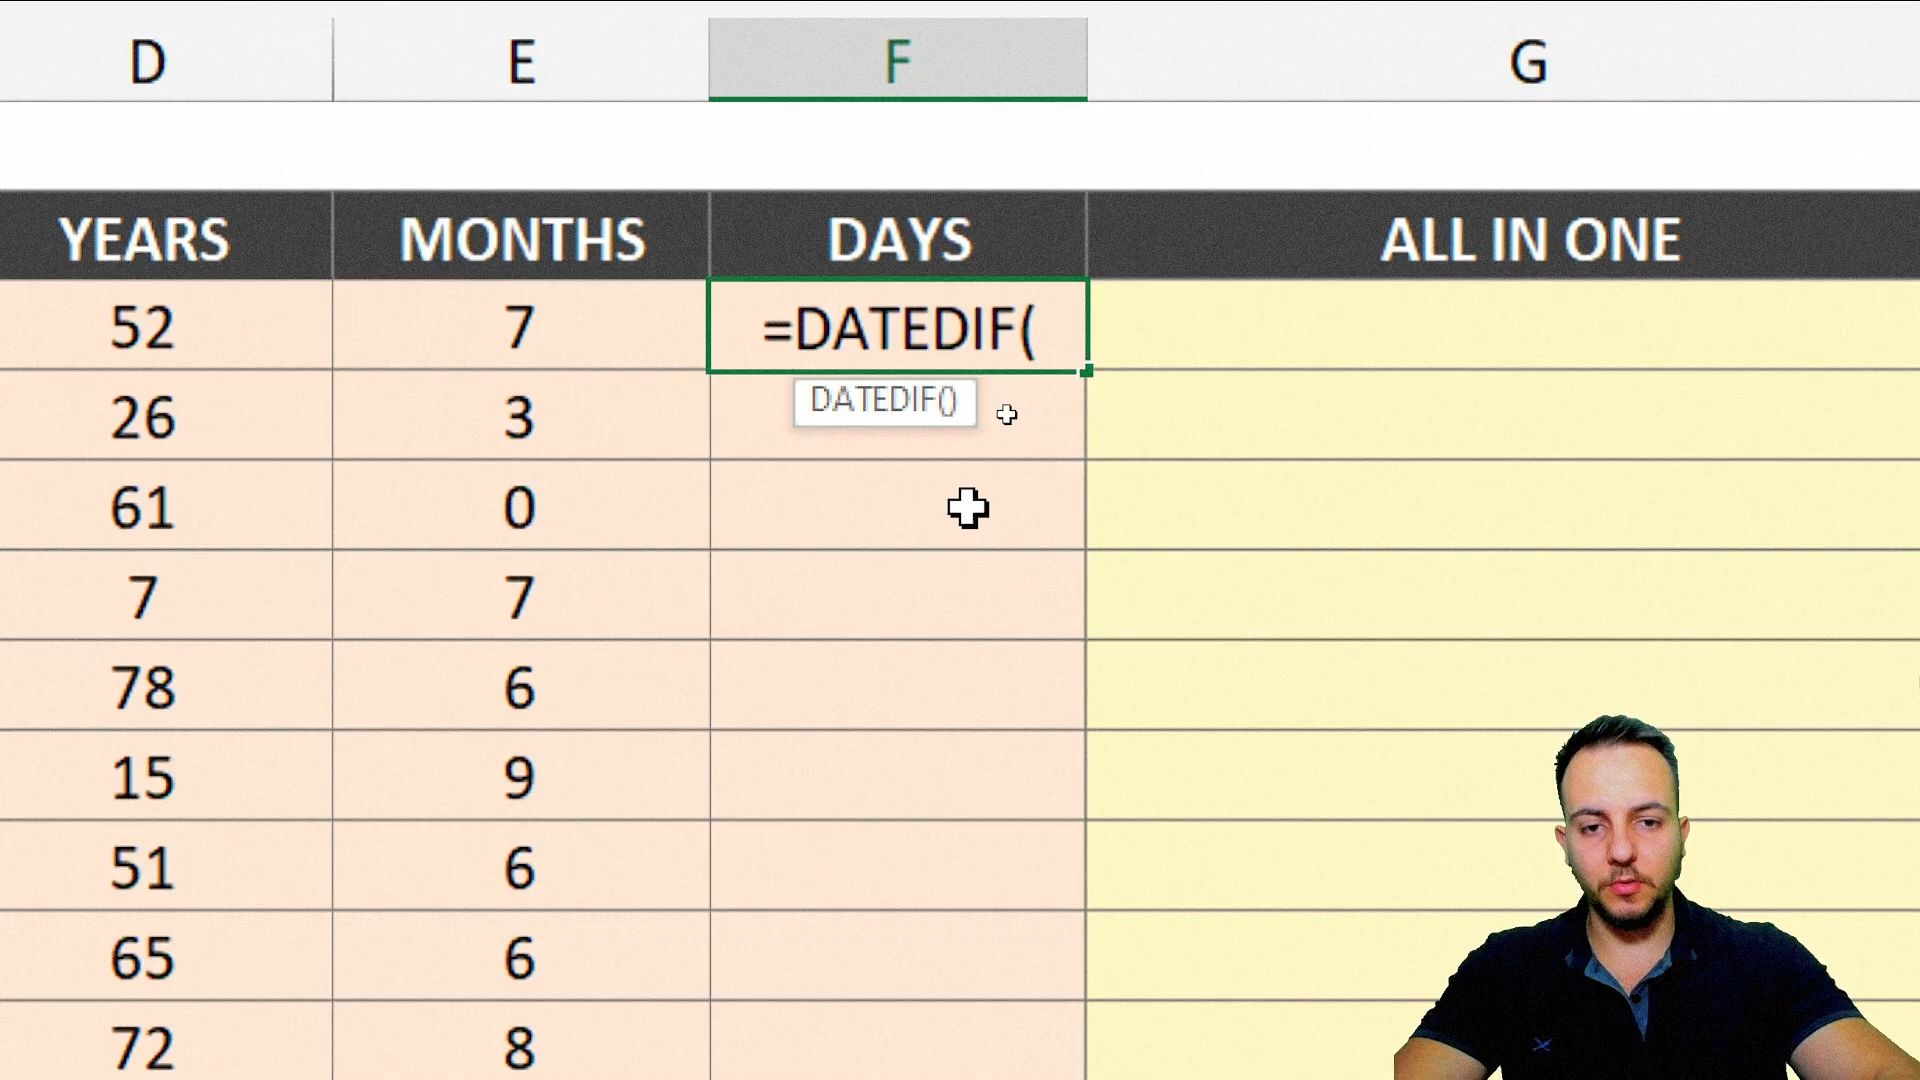 D E F G
YEARS MONTHS DAYS ALL IN ONE
52 7 =DATEDIF(
DATEDIF()
26 3
61 0
7 7
78 6
15 9
51 6
65 6
72 8